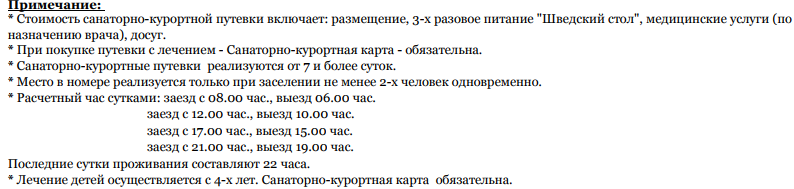 Примечание:
* Стоимость санаторно-курортной путевки включает: размещение, 3-х разовое питание "Шведский стол", медицинские услуги (по
назначению врача), досуг.
* При покупке путевки с лечением - Санаторно-курортная карта - обязательна.
* Санаторно-курортные путевки реализуются от 7 и более суток.
* Место в номере реализуется только при заселении не менее 2-х человек одновременно.
* Расчетный час сутками: заезд с 08.00 час., выезд 06.00 час.
заезд с 12.00 час., выезд 10.00 час.
заезд с 17.00 час., выезд 15.00 час.
заезд с 21.00 час., выезд 19.00 час.
Последние сутки проживания составляют 22 часа.
* Лечение детей осуществляется с 4-х лет. Санаторно-курортная карта обязательна.